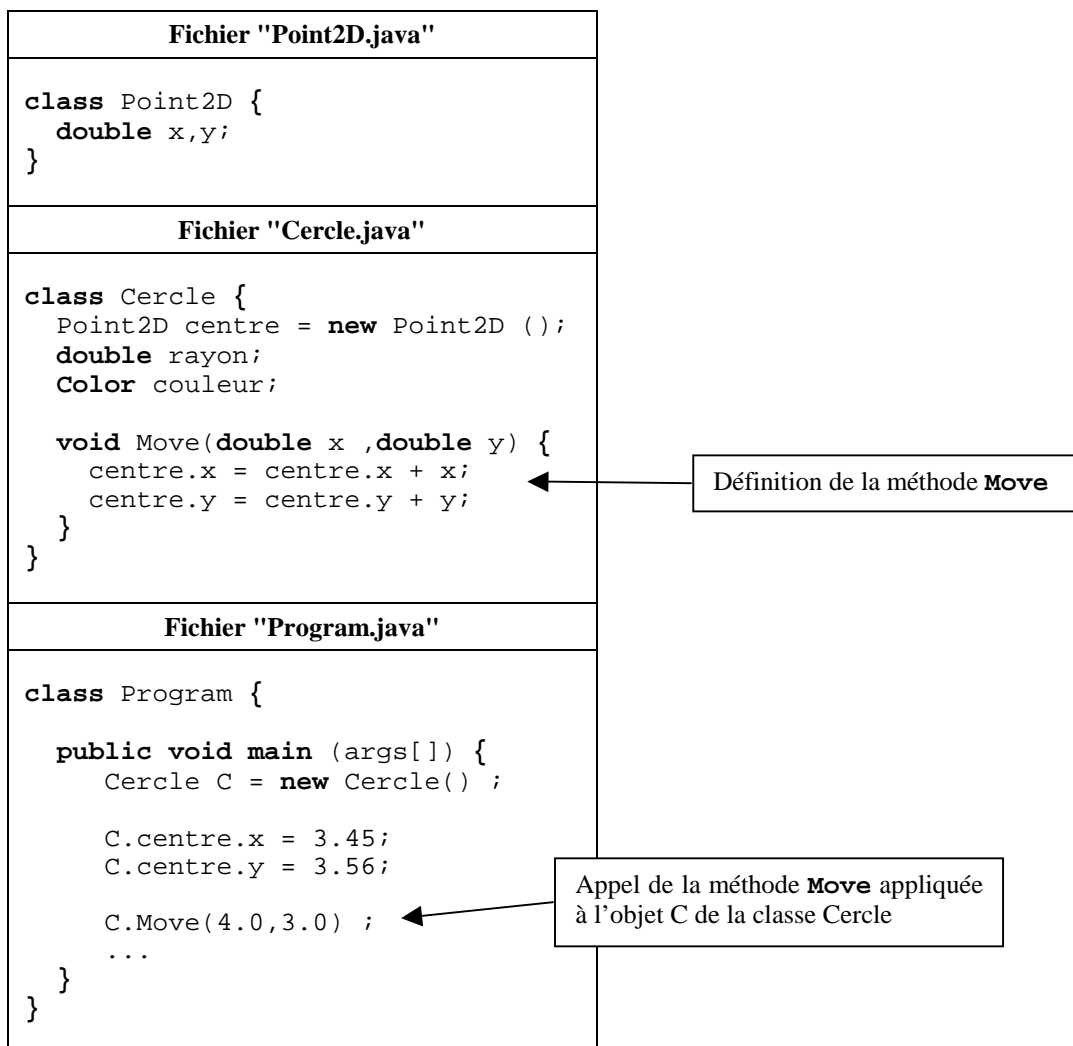 Fichier "Point2D.java"
class Point2D {
  double x,y;
}
Fichier "Cercle.java"
class Cercle {
  Point2D centre = new Point2D ();
  double rayon;
  Color couleur;
  void Move(double x ,double y) {
    centre.x = centre.x + x;
    centre.y = centre.y + y;
  }
}
Définition de la méthode Move
Fichier "Program.java"
class Program {
  public void main (args[]) {
     Cercle C = new Cercle() ;
     C.centre.x = 3.45;
     C.centre.y = 3.56;
     C.Move(4.0,3.0) ;
     ...
  }
}
Appel de la méthode Move appliquée
à l’objet C de la classe Cercle